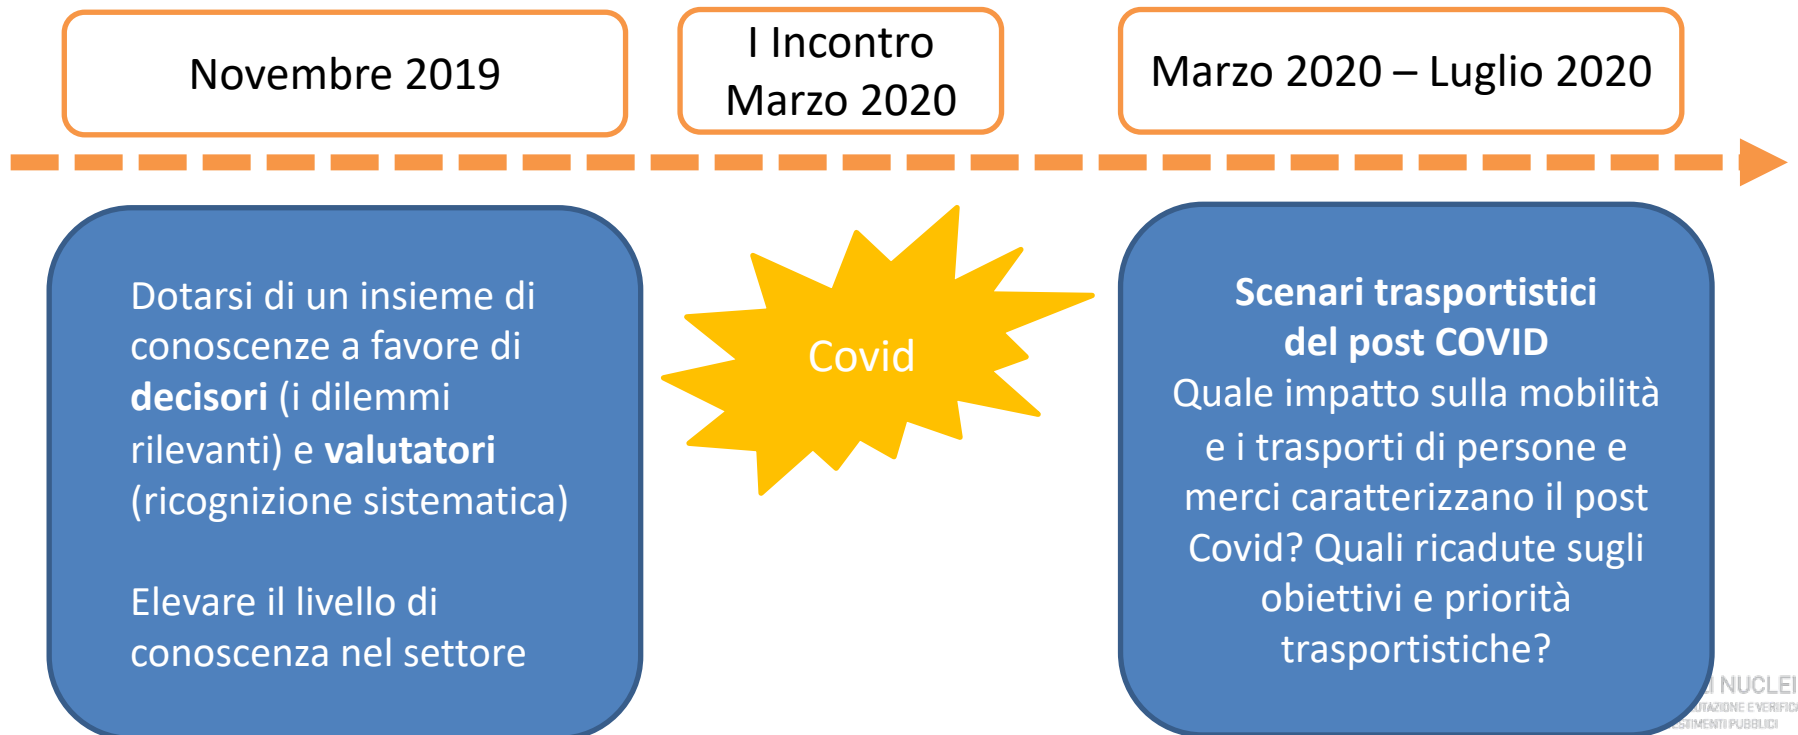 Novembre 2019
I Incontro
Marzo 2020
Marzo 2020 – Luglio 2020
Dotarsi di un insieme di
conoscenze a favore di
decisori (i dilemmi
rilevanti) e valutatori
(ricognizione sistematica)
Elevare il livello di
conoscenza nel settore
Covid
Scenari trasportistici
del post COVID
Quale impatto sulla mobilità
e i trasporti di persone e
merci caratterizzano il post
Covid? Quali ricadute sugli
obiettivi e priorità
trasportistiche?
NUCLEI
PUBBLICI